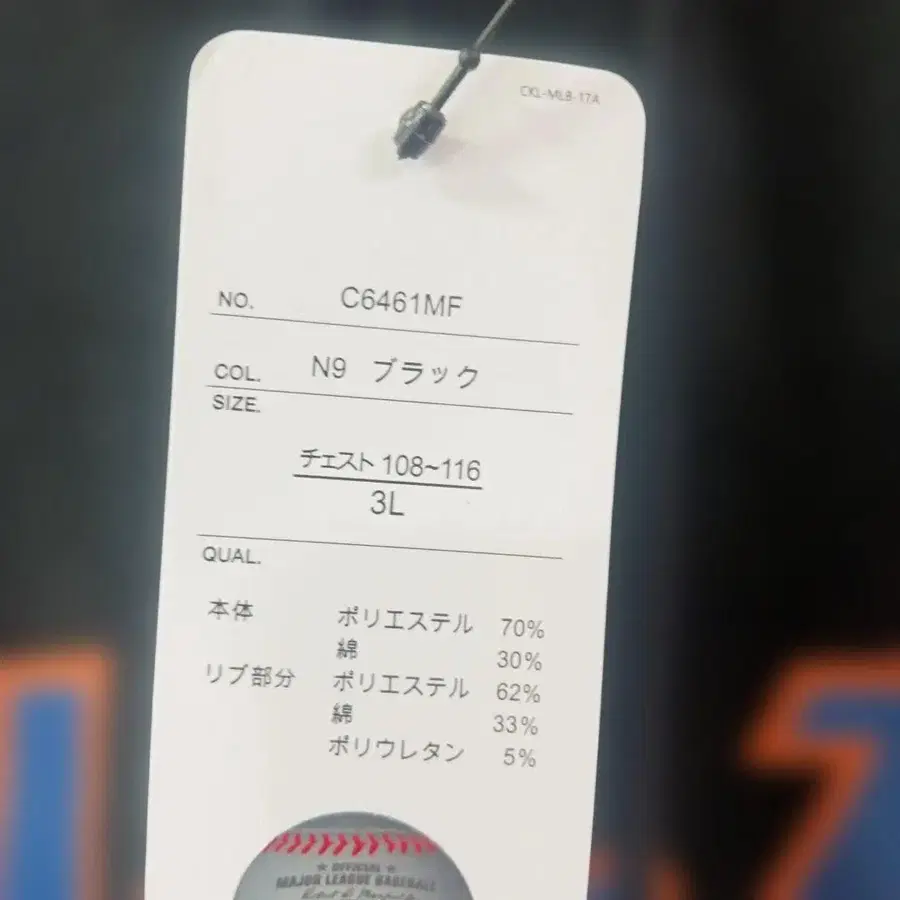 CKL-MLB-17A
NO. C6461MF
COL. N9 ブラック
SIZE.
チェスト 108~116
3L
QUAL.
本体 ポリエステル 70%
綿 30%
リブ部分 ポリエステル 62%
綿 33%
ポリウレタン 5%
★ OFFICIAL ★
MAJOR LEAGUE BASEBALL